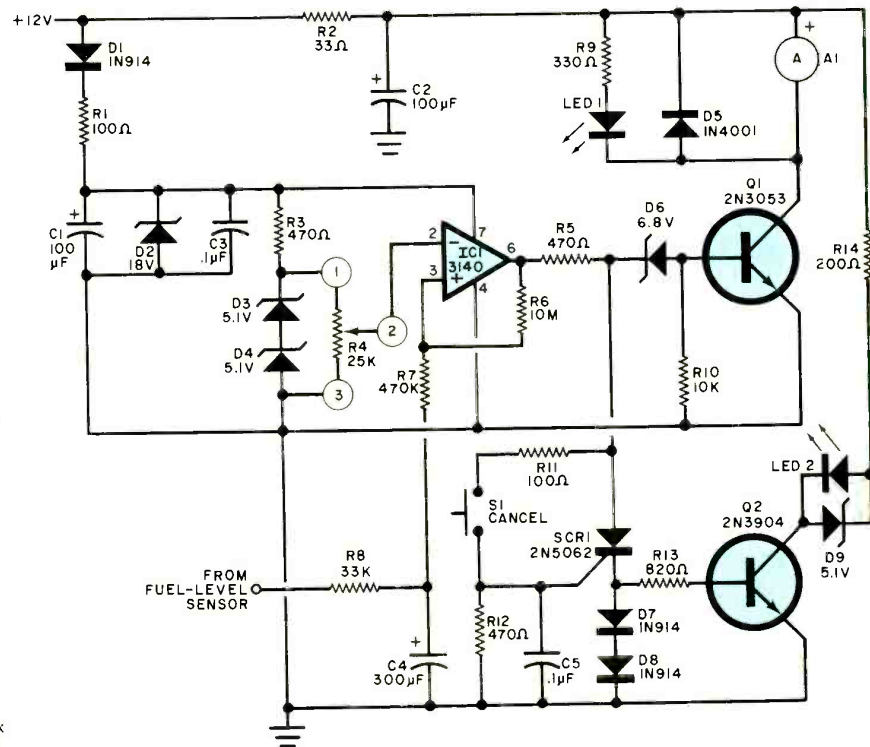 +12V
D1
1N914
R1
100Ω
R2
33Ω
C2
100µF
+
R9
330Ω
LED 1
D5
1N4001
+
A
A1
C1
100
µF
+
D2
18V
C3
.1µF
R3
470Ω
D3
5.1V
D4
5.1V
1
R4
25K
2
3
2
3
-
+
IC1
3140
7
6
4
R5
470Ω
R6
10M
R7
470K
D6
6.8V
Q1
2N3053
R10
10K
R14
200Ω
R11
100Ω
S1
CANCEL
SCR1
2N5062
R13
820Ω
Q2
2N3904
LED 2
D9
5.1V
FROM
FUEL-LEVEL
SENSOR
R8
33K
+
C4
300µF
R12
470Ω
C5
.1µF
D7
1N914
D8
1N914
x